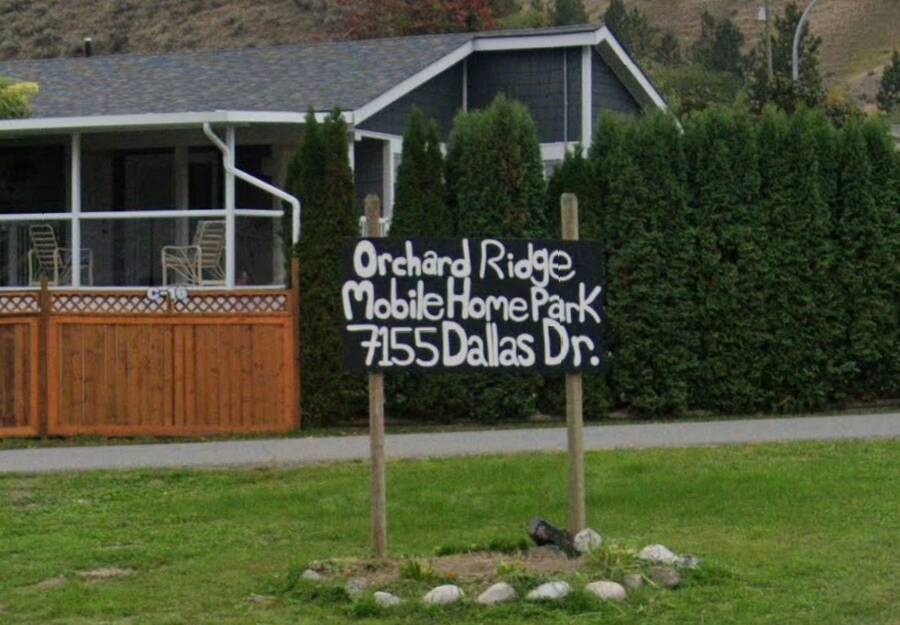 Orchard Ridge
Mobile Home Park
7155 Dallas Dr.